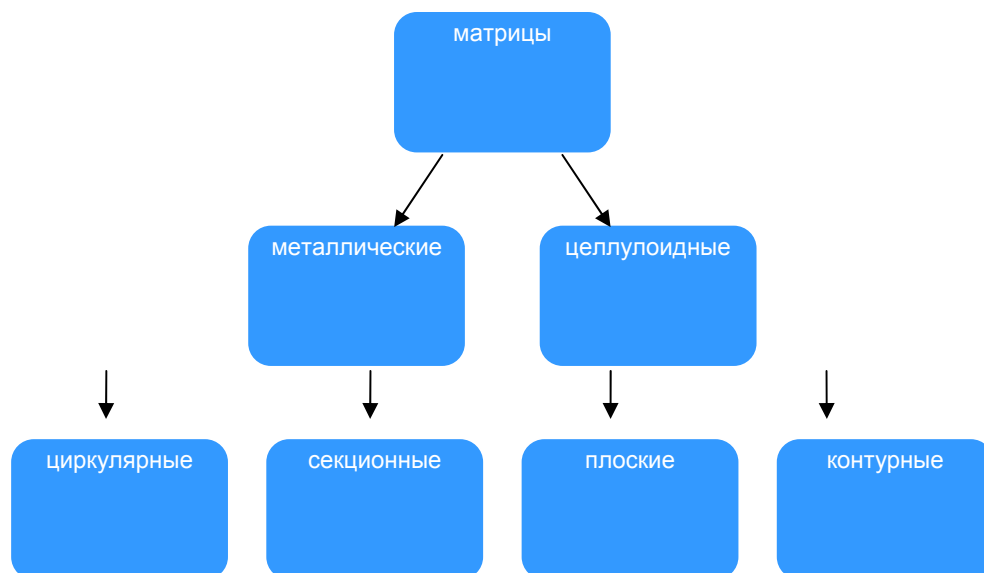 матрицы
металлические
целлулоидные
циркулярные
секционные
плоские
контурные